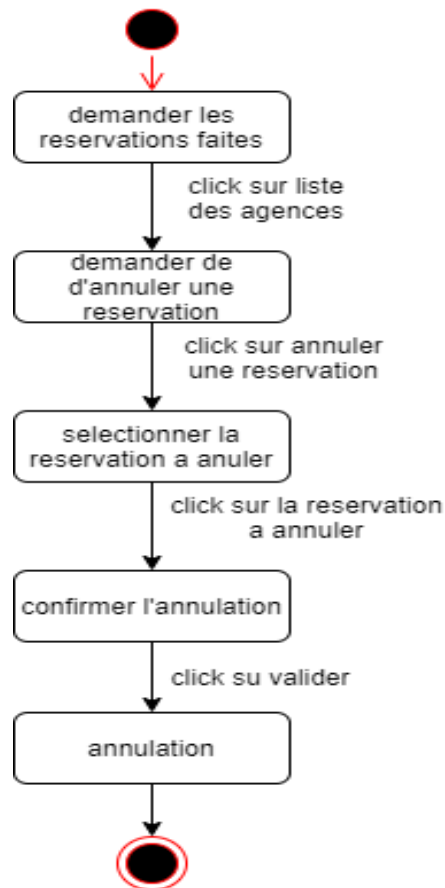 demander les
reservations faites
click sur liste
des agences
demander de
d'annuler une
reservation
click sur annuler
une reservation
selectionner la
reservation a anuler
click sur la reservation
a annuler
confirmer l'annulation
click su valider
annulation